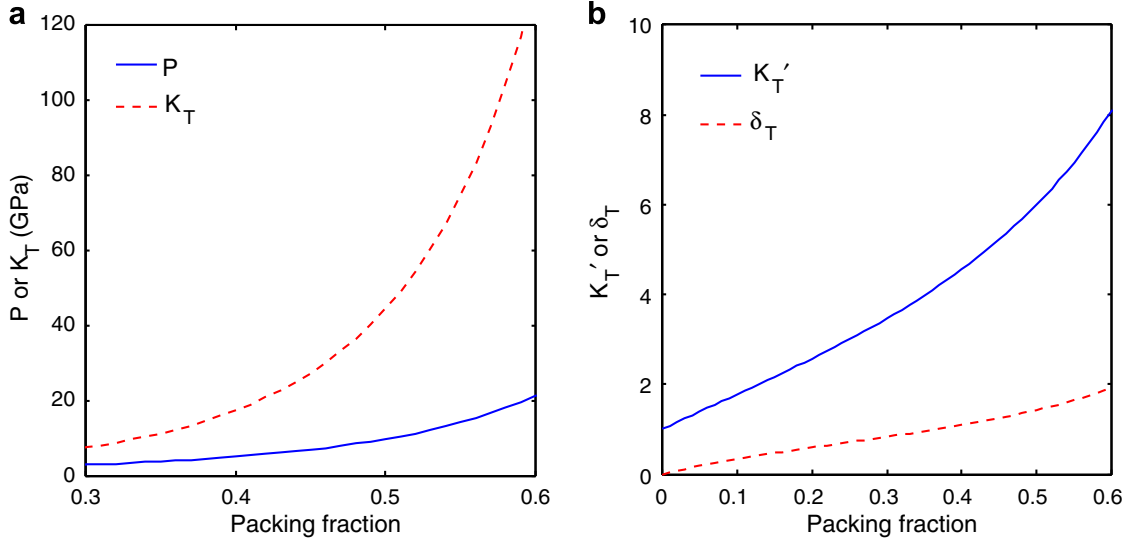 a
120
100
80
60
40
20
0
P or K_T (GPa)
P
K_T
0.3
0.4
0.5
0.6
Packing fraction
b
10
8
6
4
2
0
K_T′ or δ_T
K_T′
δ_T
0
0.1
0.2
0.3
0.4
0.5
0.6
Packing fraction